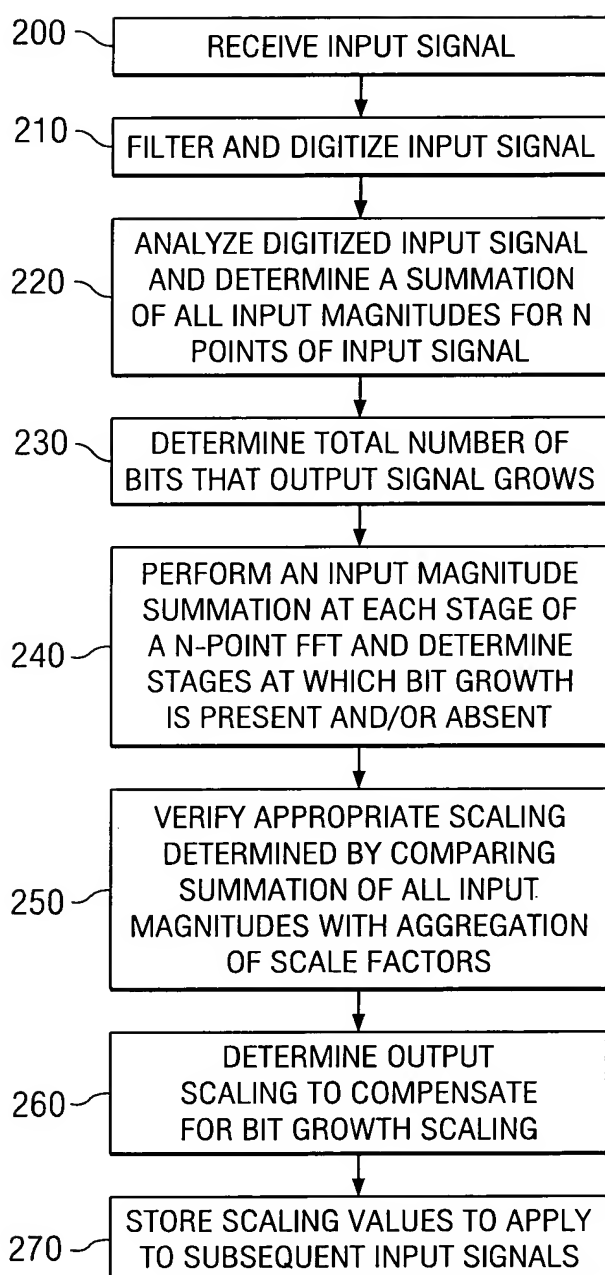 200
RECEIVE INPUT SIGNAL
210
FILTER AND DIGITIZE INPUT SIGNAL
220
ANALYZE DIGITIZED INPUT SIGNAL
AND DETERMINE A SUMMATION
OF ALL INPUT MAGNITUDES FOR N
POINTS OF INPUT SIGNAL
230
DETERMINE TOTAL NUMBER OF
BITS THAT OUTPUT SIGNAL GROWS
240
PERFORM AN INPUT MAGNITUDE
SUMMATION AT EACH STAGE OF
A N-POINT FFT AND DETERMINE
STAGES AT WHICH BIT GROWTH
IS PRESENT AND/OR ABSENT
250
VERIFY APPROPRIATE SCALING
DETERMINED BY COMPARING
SUMMATION OF ALL INPUT
MAGNITUDES WITH AGGREGATION
OF SCALE FACTORS
260
DETERMINE OUTPUT
SCALING TO COMPENSATE
FOR BIT GROWTH SCALING
270
STORE SCALING VALUES TO APPLY
TO SUBSEQUENT INPUT SIGNALS